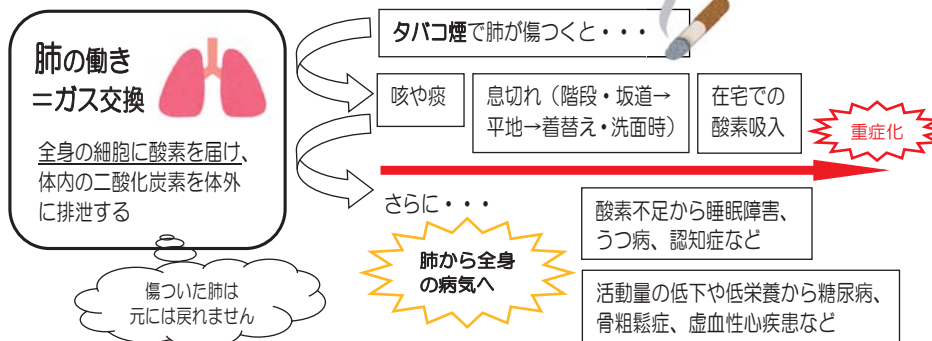 肺の働き
＝ガス交換
全身の細胞に酸素を届け、
体内の二酸化炭素を体外
に排泄する
傷ついた肺は
元には戻れません
タバコ煙で肺が傷つくと・・・
咳や痰
息切れ（階段・坂道→
平地→着替え・洗面時）
在宅での
酸素吸入
重症化
さらに・・・
肺から全身
の病気へ
酸素不足から睡眠障害、
うつ病、認知症など
活動量の低下や低栄養から糖尿病、
骨粗鬆症、虚血性心疾患など